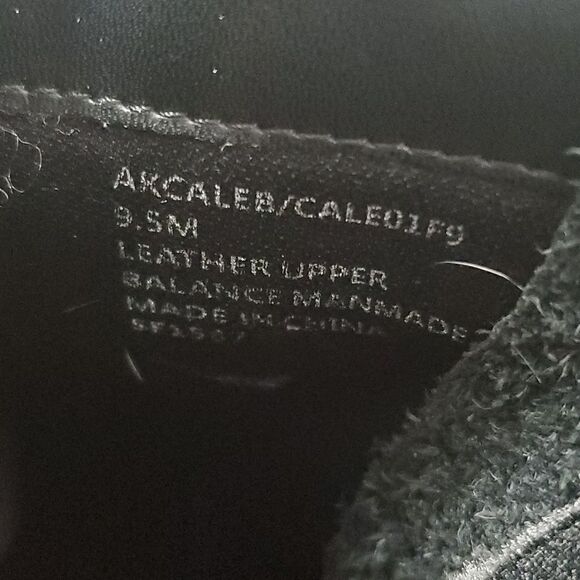 AKCALEB/CALE01F9
9.5M
LEATHER UPPER
BALANCE MANMADE
MADE IN CHINA